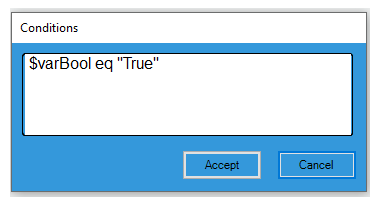 Conditions
$varBool eq "True"
Accept
Cancel